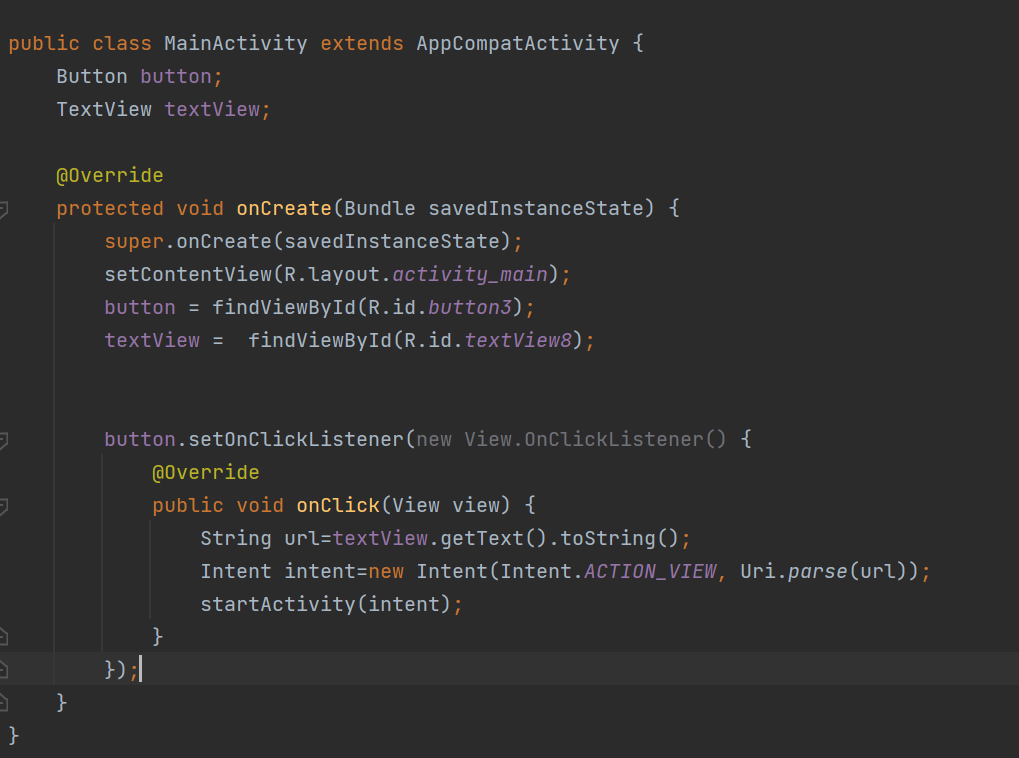 public class MainActivity extends AppCompatActivity {
    Button button;
    TextView textView;

    @Override
    protected void onCreate(Bundle savedInstanceState) {
        super.onCreate(savedInstanceState);
        setContentView(R.layout.activity_main);
        button = findViewById(R.id.button3);
        textView =  findViewById(R.id.textView8);


        button.setOnClickListener(new View.OnClickListener() {
            @Override
            public void onClick(View view) {
                String url=textView.getText().toString();
                Intent intent=new Intent(Intent.ACTION_VIEW, Uri.parse(url));
                startActivity(intent);
            }
        });
    }
}